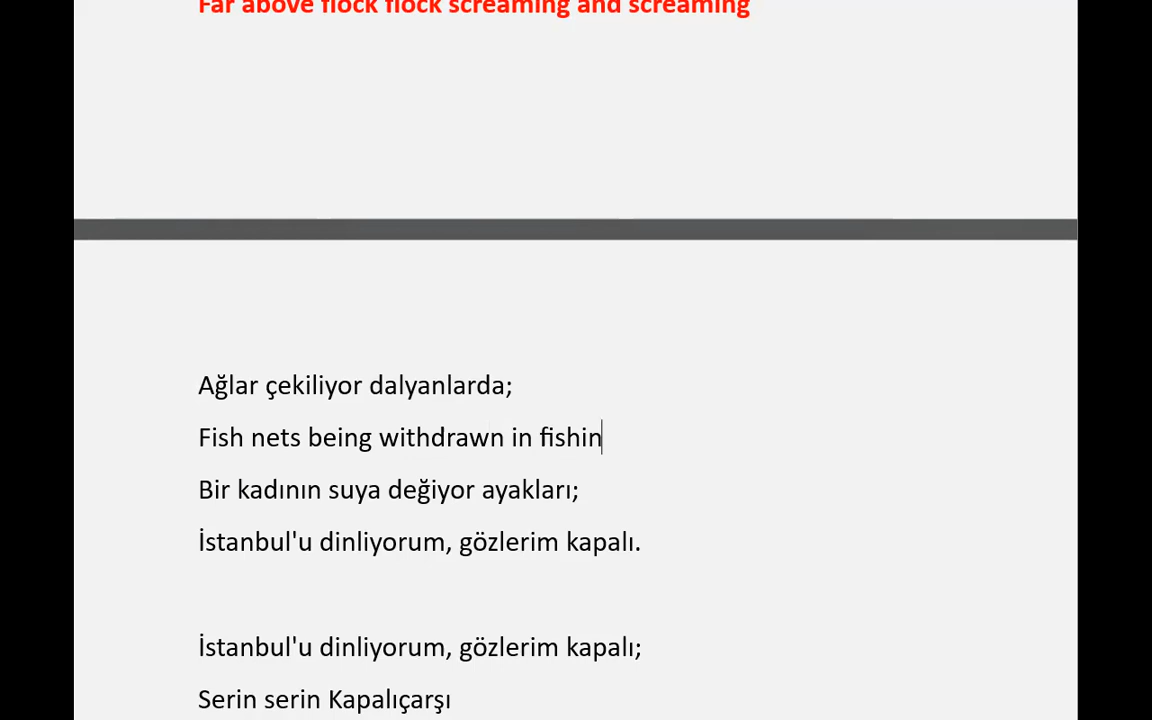 Far above flock flock screaming and screaming
Ağlar çekiliyor dalyanlarda;
Fish nets being withdrawn in fishin
Bir kadının suya değiyor ayakları;
İstanbul'u dinliyorum, gözlerim kapalı.
İstanbul'u dinliyorum, gözlerim kapalı;
Serin serin Kapalıçarşı